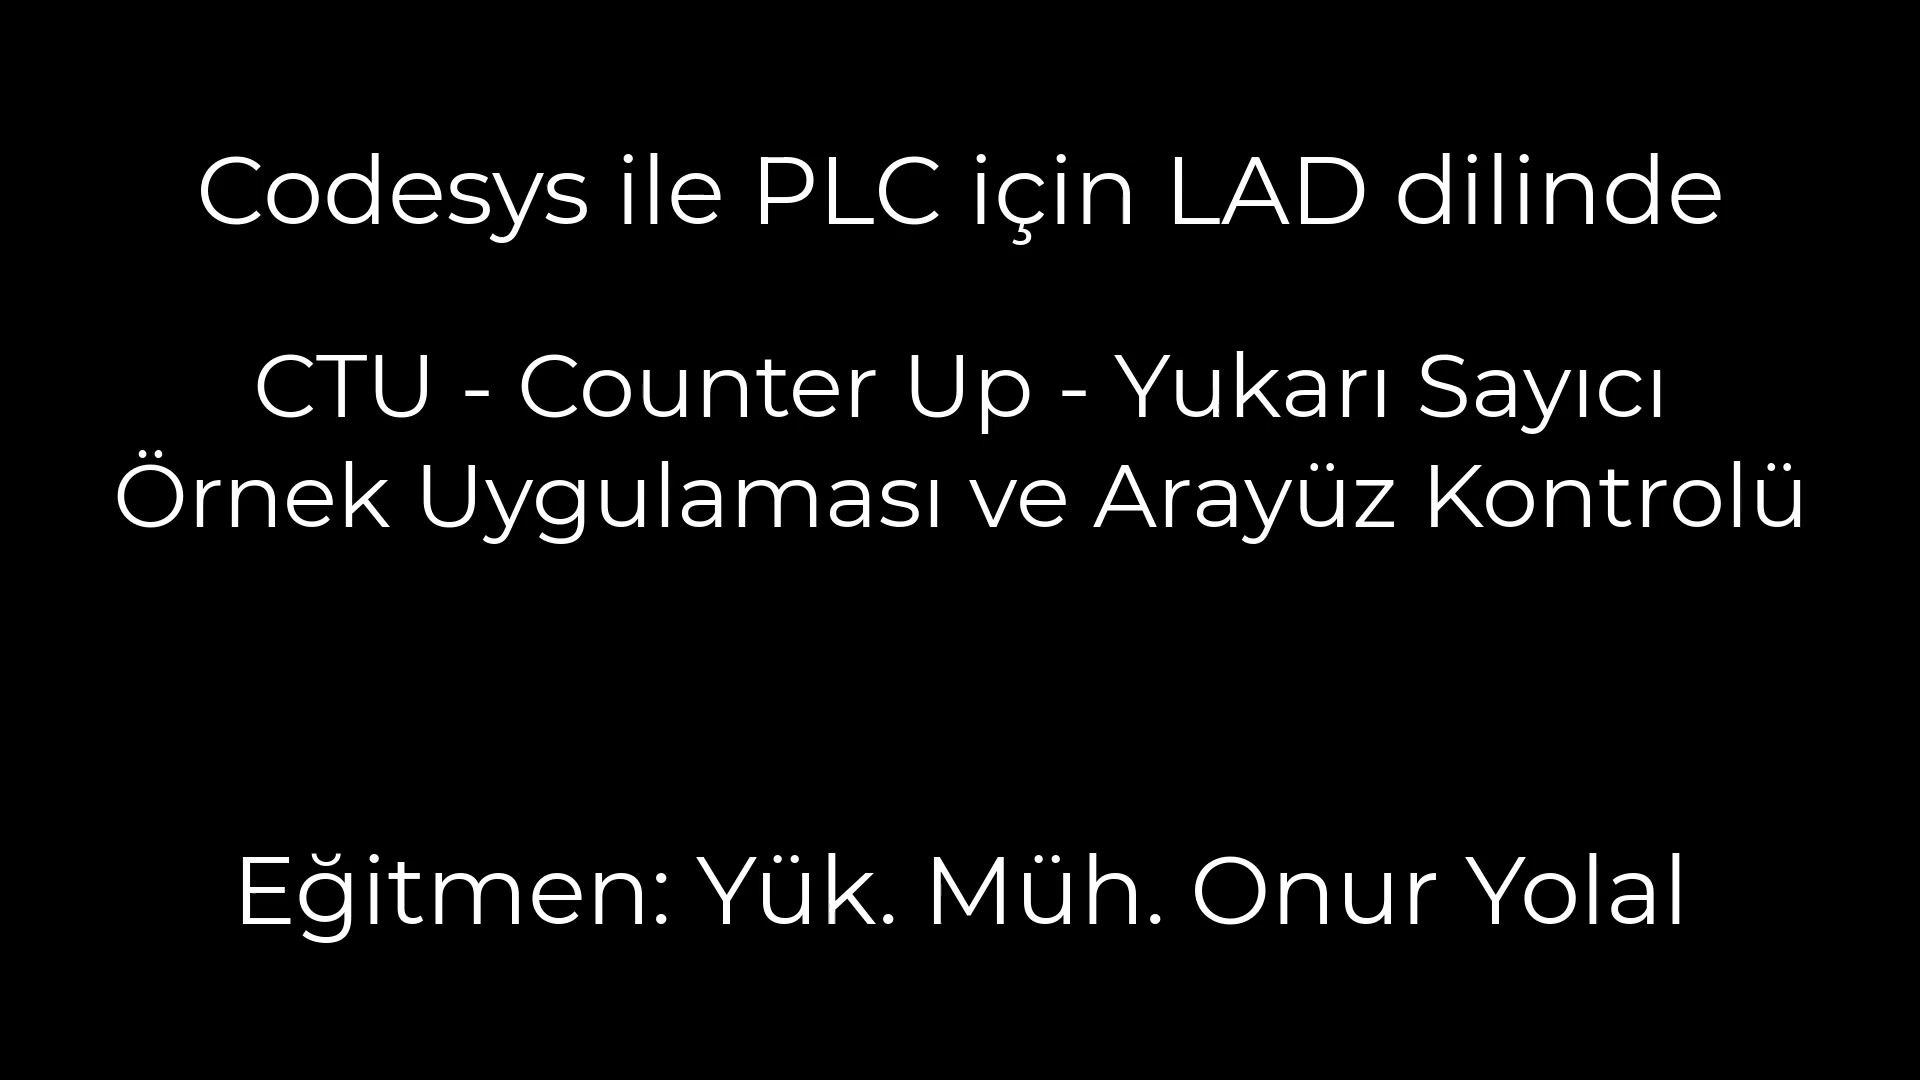 Codesys ile PLC için LAD dilinde
CTU - Counter Up - Yukarı Sayıcı
Örnek Uygulaması ve Arayüz Kontrolü
Eğitmen: Yük. Müh. Onur Yolal